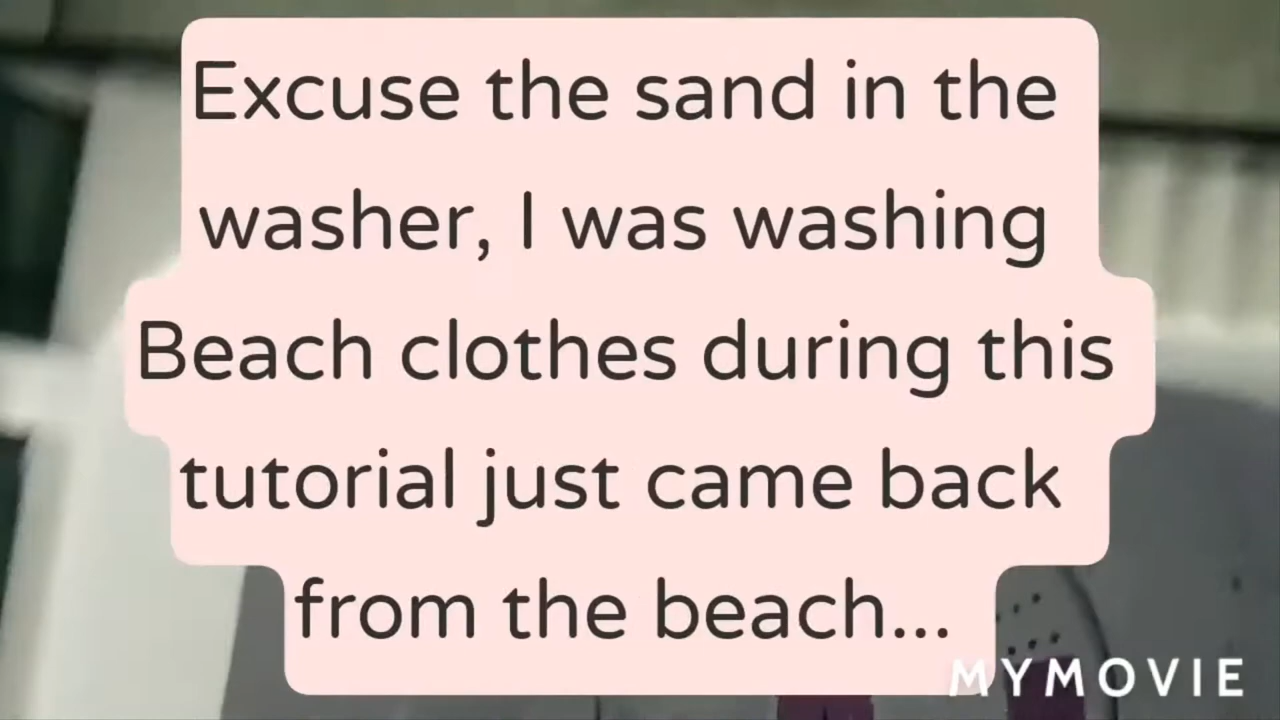 Excuse the sand in the
washer, I was washing
Beach clothes during this
tutorial just came back
from the beach...
MYMOVIE